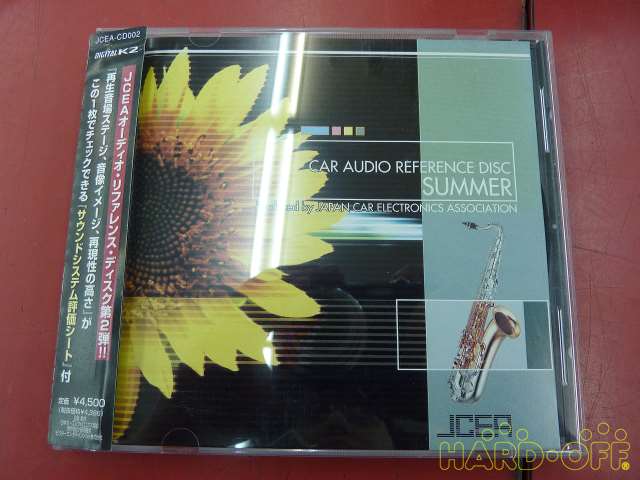 JCEA-CD002
DIGITAL K2
JCEAオーディオ・リファレンス・ディスク第2弾!!
「再生音場ステージ、音像イメージ、再現性の高さ」が
この1枚でチェックできる「サウンドシステム評価シート」付
定価 ¥4,500
CAR AUDIO REFERENCE DISC
SUMMER
by JAPAN CAR ELECTRONICS ASSOCIATION
JCEA
HARD-OFF